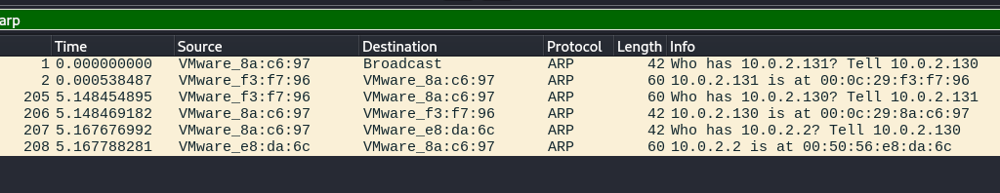 arp
Time Source Destination Protocol Length Info
1 0.000000000 VMware_8a:c6:97 Broadcast ARP 42 Who has 10.0.2.131? Tell 10.0.2.130
2 0.000538487 VMware_f3:f7:96 VMware_8a:c6:97 ARP 60 10.0.2.131 is at 00:0c:29:f3:f7:96
205 5.148454895 VMware_f3:f7:96 VMware_8a:c6:97 ARP 60 Who has 10.0.2.130? Tell 10.0.2.131
206 5.148469182 VMware_8a:c6:97 VMware_f3:f7:96 ARP 42 10.0.2.130 is at 00:0c:29:8a:c6:97
207 5.167676992 VMware_8a:c6:97 VMware_e8:da:6c ARP 42 Who has 10.0.2.2? Tell 10.0.2.130
208 5.167788281 VMware_e8:da:6c VMware_8a:c6:97 ARP 60 10.0.2.2 is at 00:50:56:e8:da:6c